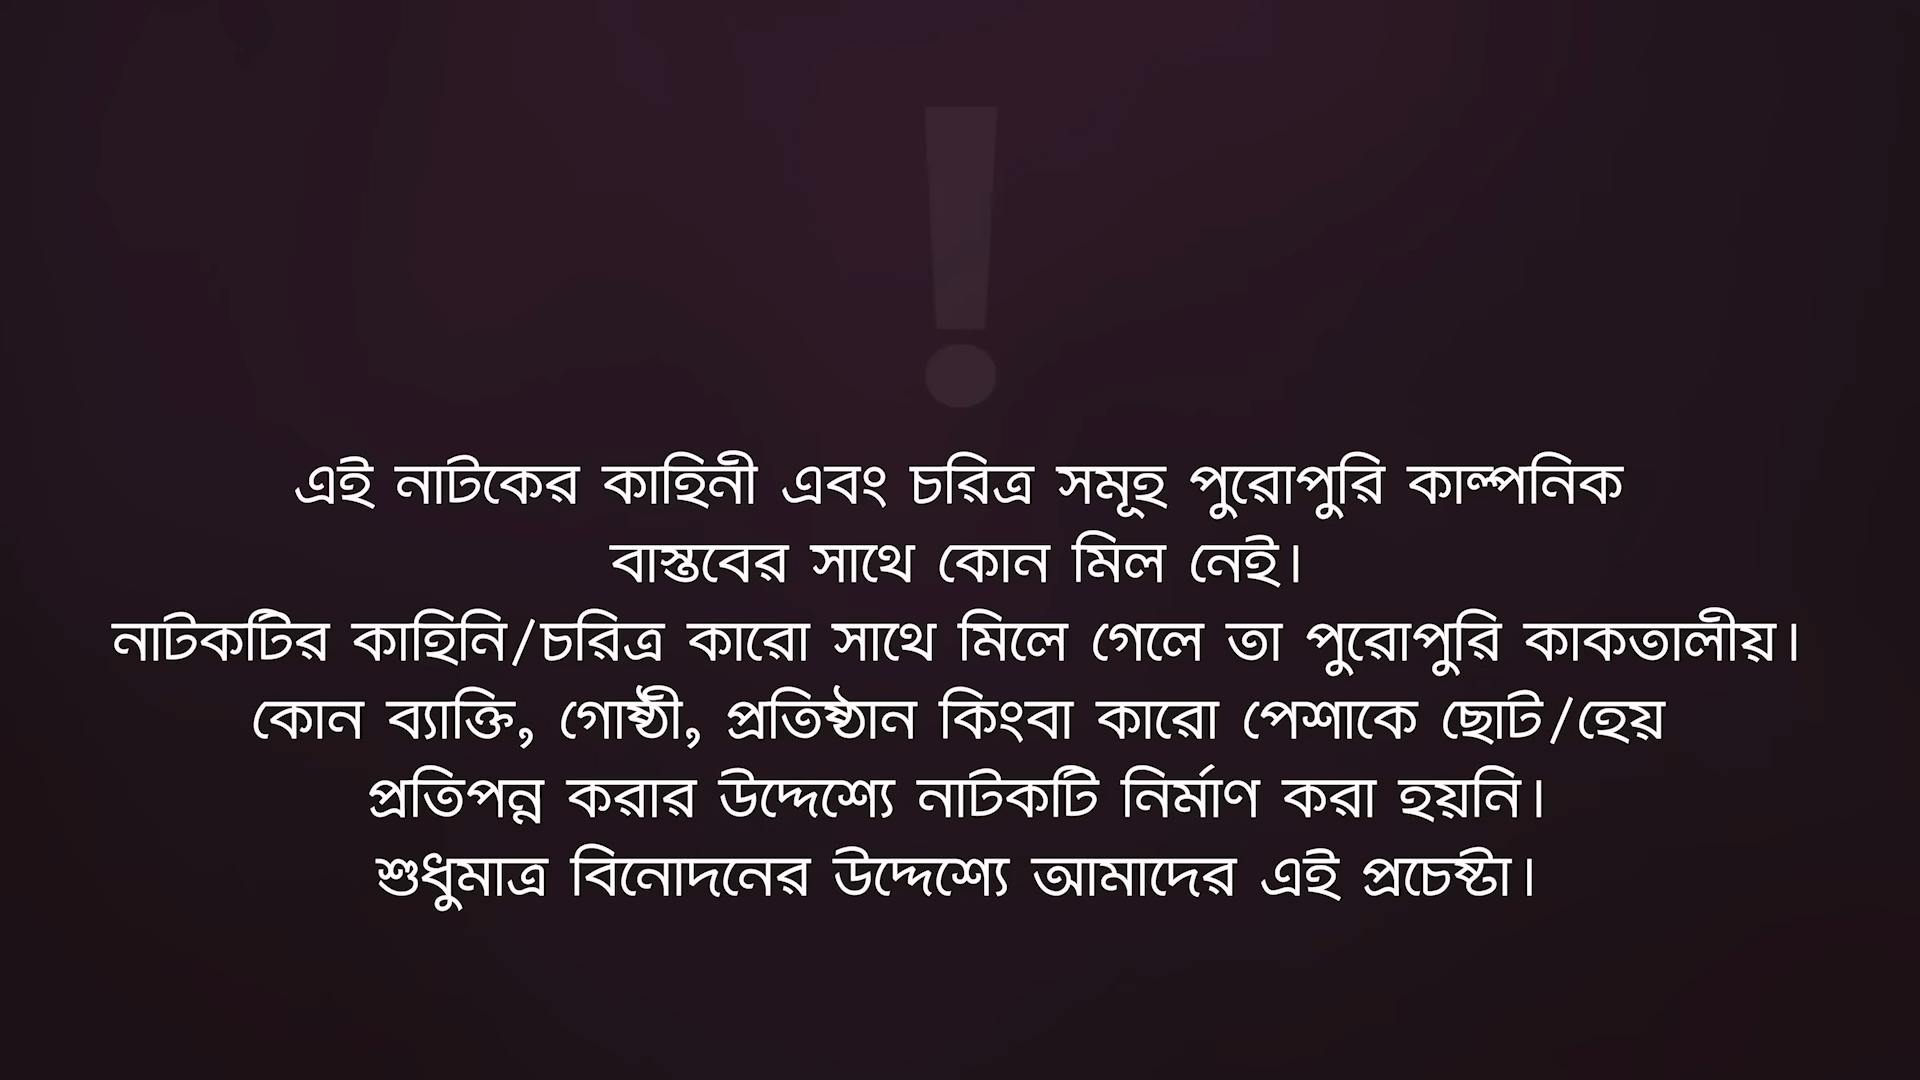 এই নাটকের কাহিনী এবং চরিত্র সমূহ পুরোপুরি কাল্পনিক
বাস্তবের সাথে কোন মিল নেই।
নাটকটির কাহিনি/চরিত্র কারো সাথে মিলে গেলে তা পুরোপুরি কাকতালীয়।
কোন ব্যাক্তি, গোষ্ঠী, প্রতিষ্ঠান কিংবা কারো পেশাকে ছোট/হেয়
প্রতিপন্ন করার উদ্দেশ্যে নাটকটি নির্মাণ করা হয়নি।
শুধুমাত্র বিনোদনের উদ্দেশ্যে আমাদের এই প্রচেষ্টা।